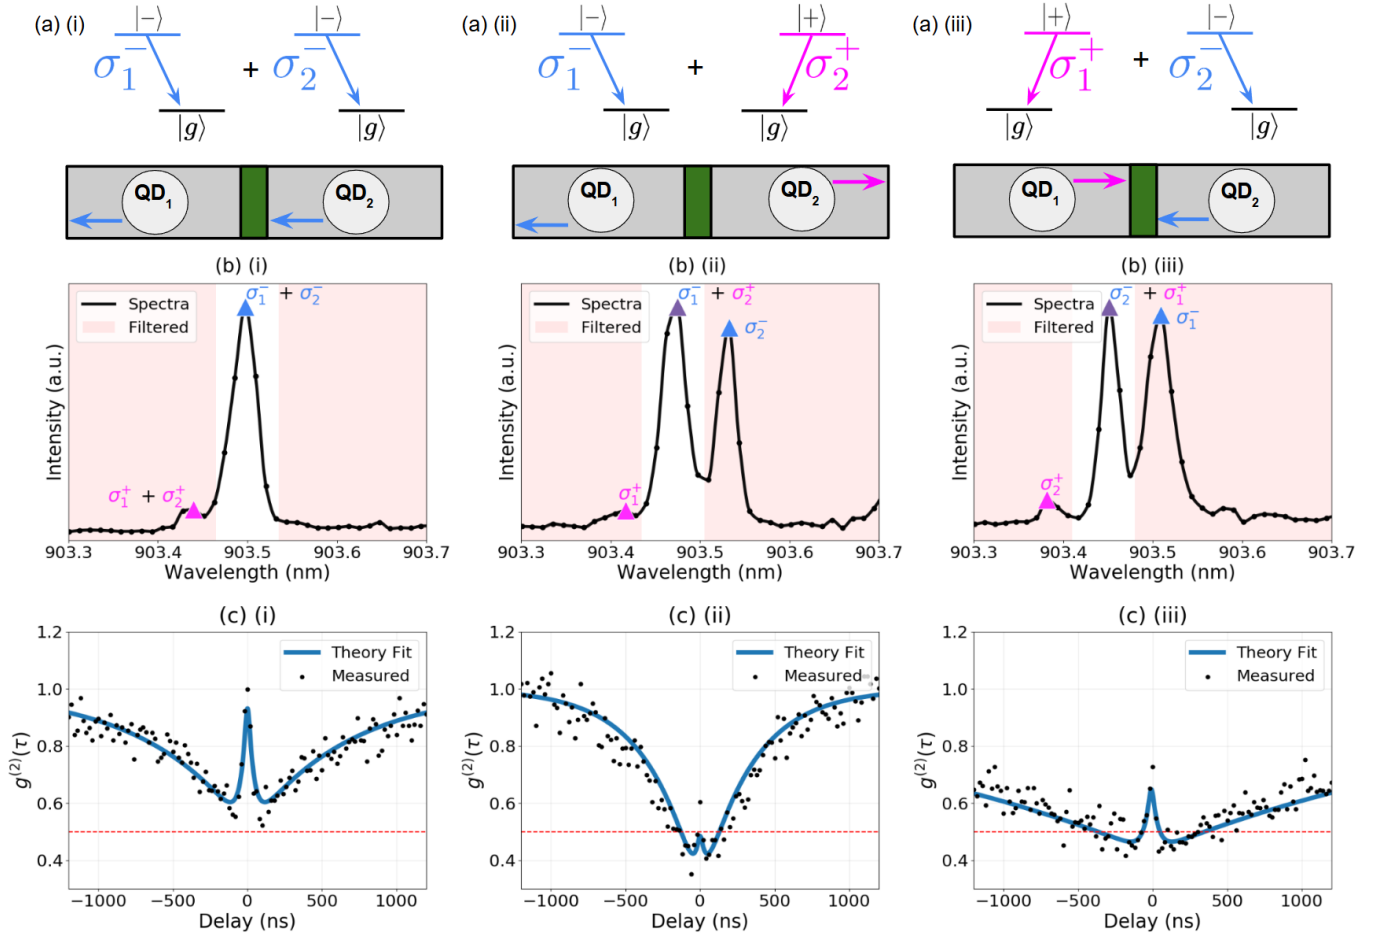 (a) (i)
|−⟩ |−⟩
σ₁⁻ + σ₂⁻
|g⟩ |g⟩
QD₁ QD₂
(a) (ii)
|−⟩ |+⟩
σ₁⁻ + σ₂⁺
|g⟩ |g⟩
QD₁ QD₂
(a) (iii)
|+⟩ |−⟩
σ₁⁺ + σ₂⁻
|g⟩ |g⟩
QD₁ QD₂
(b) (i)
σ₁⁻ + σ₂⁻
Spectra
Filtered
σ₁⁺ + σ₂⁺
Intensity (a.u.)
903.3 903.4 903.5 903.6 903.7
Wavelength (nm)
(b) (ii)
σ₁⁻ + σ₂⁺
Spectra
Filtered
σ₂⁻
σ₁⁺
Intensity (a.u.)
903.3 903.4 903.5 903.6 903.7
Wavelength (nm)
(b) (iii)
σ₂⁻ + σ₁⁺
Spectra
Filtered
σ₁⁻
σ₂⁺
Intensity (a.u.)
903.3 903.4 903.5 903.6 903.7
Wavelength (nm)
(c) (i)
Theory Fit
Measured
g⁽²⁾(τ)
1.2
1.0
0.8
0.6
0.4
−1000 −500 0 500 1000
Delay (ns)
(c) (ii)
Theory Fit
Measured
g⁽²⁾(τ)
1.2
1.0
0.8
0.6
0.4
−1000 −500 0 500 1000
Delay (ns)
(c) (iii)
Theory Fit
Measured
g⁽²⁾(τ)
1.2
1.0
0.8
0.6
0.4
−1000 −500 0 500 1000
Delay (ns)